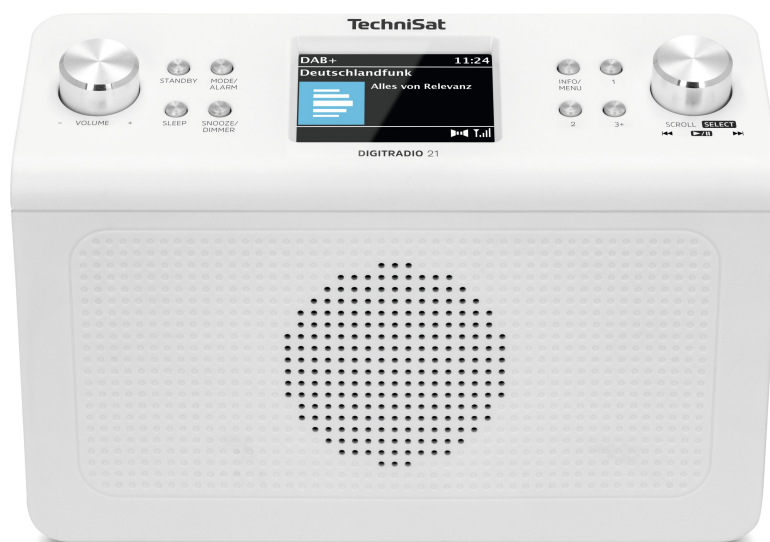 TechniSat
DAB+ 11:24
Deutschlandfunk
Alles von Relevanz
STANDBY
MODE/
ALARM
SLEEP
SNOOZE/
DIMMER
- VOLUME +
INFO/
MENU
1
2
3+
SCROLL SELECT
DIGITRADIO 21